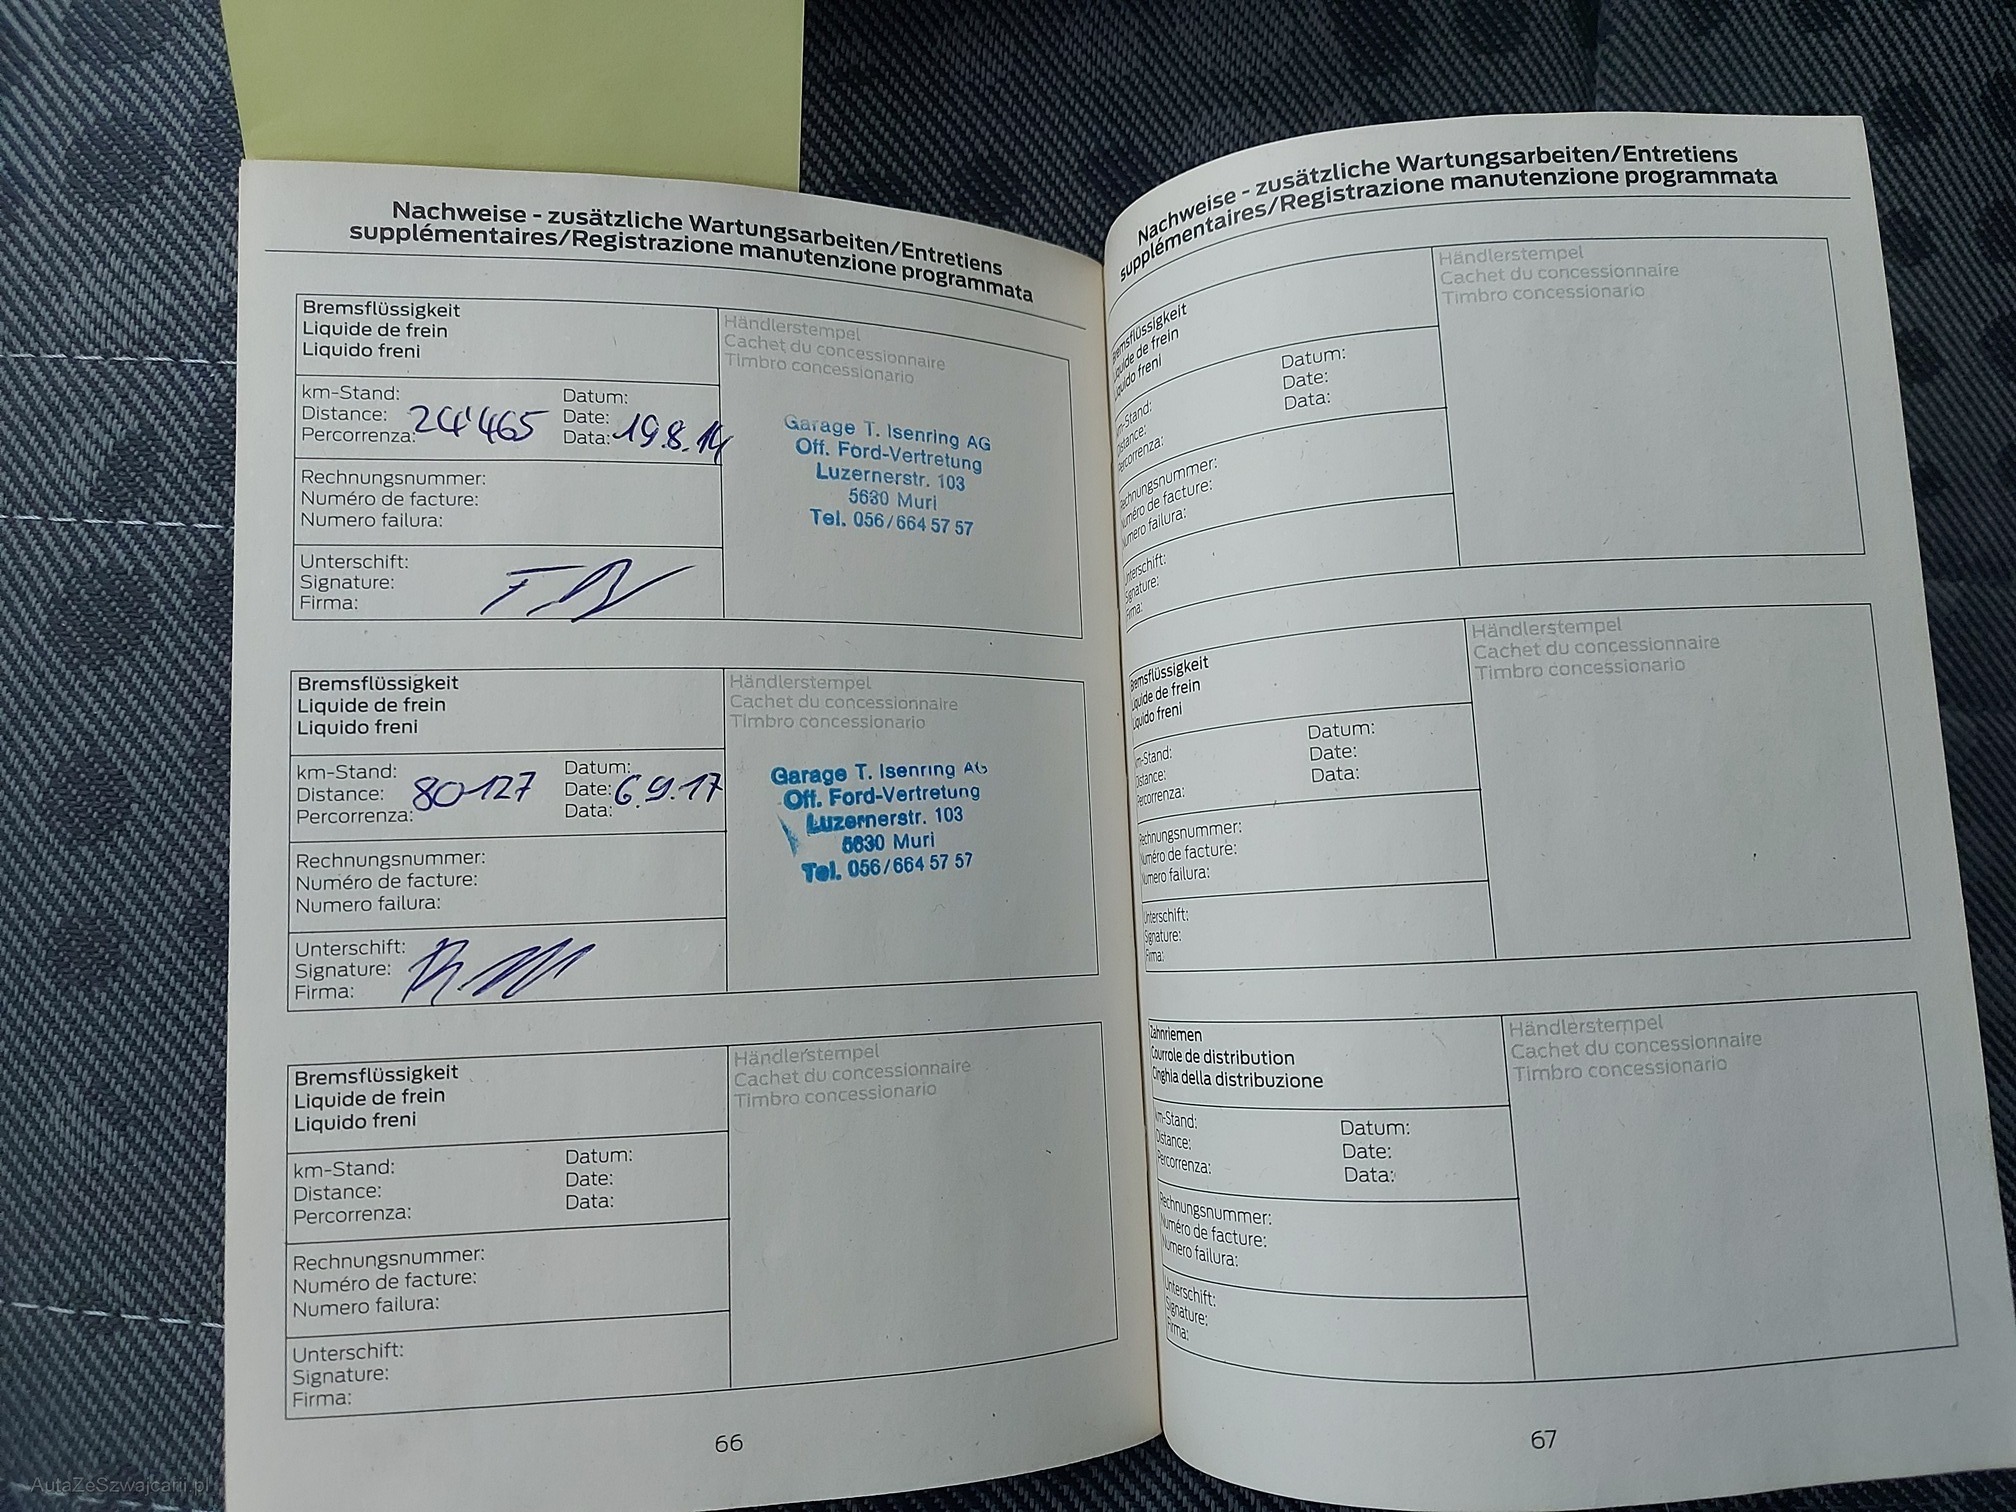 Nachweise - zusätzliche Wartungsarbeiten/Entretiens
supplémentaires/Registrazione manutenzione programmata
Bremsflüssigkeit
Liquide de frein
Liquido freni
Händlerstempel
Cachet du concessionnaire
Timbro concessionario
km-Stand:
Distance: 24'465
Percorrenza:
Datum:
Date: 19.8.14
Data:
Garage T. Isenring AG
Off. Ford-Vertretung
Luzernerstr. 103
5630 Muri
Tel. 056/664 57 57
Rechnungsnummer:
Numéro de facture:
Numero failura:
Unterschift:
Signature:
Firma:
Bremsflüssigkeit
Liquide de frein
Liquido freni
Händlerstempel
Cachet du concessionnaire
Timbro concessionario
km-Stand:
Distance: 80127
Percorrenza:
Datum:
Date: 6.9.17
Data:
Garage T. Isenring AG
Off. Ford-Vertretung
Luzernerstr. 103
5630 Muri
Tel. 056/664 57 57
Rechnungsnummer:
Numéro de facture:
Numero failura:
Unterschift:
Signature:
Firma:
Bremsflüssigkeit
Liquide de frein
Liquido freni
Händlerstempel
Cachet du concessionnaire
Timbro concessionario
km-Stand:
Distance:
Percorrenza:
Datum:
Date:
Data:
Rechnungsnummer:
Numéro de facture:
Numero failura:
Unterschift:
Signature:
Firma:
66
Nachweise - zusätzliche Wartungsarbeiten/Entretiens
supplémentaires/Registrazione manutenzione programmata
Bremsflüssigkeit
Liquide de frein
Liquido freni
Händlerstempel
Cachet du concessionnaire
Timbro concessionario
km-Stand:
Distance:
Percorrenza:
Datum:
Date:
Data:
Rechnungsnummer:
Numéro de facture:
Numero failura:
Unterschift:
Signature:
Firma:
Bremsflüssigkeit
Liquide de frein
Liquido freni
Händlerstempel
Cachet du concessionnaire
Timbro concessionario
km-Stand:
Distance:
Percorrenza:
Datum:
Date:
Data:
Rechnungsnummer:
Numéro de facture:
Numero failura:
Unterschift:
Signature:
Firma:
Zahnriemen
Courrole de distribution
Cinghla della distribuzione
Händlerstempel
Cachet du concessionnaire
Timbro concessionario
km-Stand:
Distance:
Percorrenza:
Datum:
Date:
Data:
Rechnungsnummer:
Numéro de facture:
Numero failura:
Unterschift:
Signature:
Firma:
67
AutaZeSzwajcarii.pl